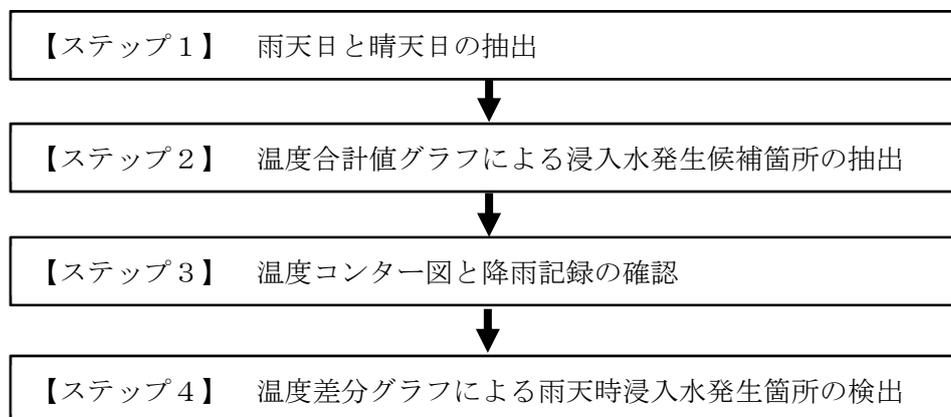 【ステップ１】　雨天日と晴天日の抽出
【ステップ２】　温度合計値グラフによる浸入水発生候補箇所の抽出
【ステップ３】　温度コンター図と降雨記録の確認
【ステップ４】　温度差分グラフによる雨天時浸入水発生箇所の検出